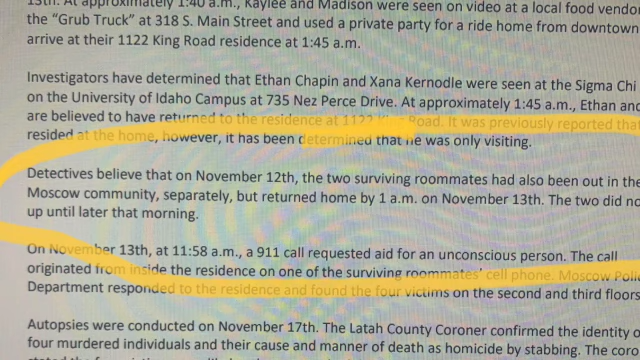 13th. At approximately 1:40 a.m., Kaylee and Madison were seen on video at a local food vendor
the "Grub Truck" at 318 S. Main Street and used a private party for a ride home from downtown
arrive at their 1122 King Road residence at 1:45 a.m.
Investigators have determined that Ethan Chapin and Xana Kernodle were seen at the Sigma Chi
on the University of Idaho Campus at 735 Nez Perce Drive. At approximately 1:45 a.m., Ethan and
are believed to have returned to the residence at 1122 King Road. It was previously reported that
resided at the home, however, it has been determined that he was only visiting.
Detectives believe that on November 12th, the two surviving roommates had also been out in the
Moscow community, separately, but returned home by 1 a.m. on November 13th. The two did no
up until later that morning.
On November 13th, at 11:58 a.m., a 911 call requested aid for an unconscious person. The call
originated from inside the residence on one of the surviving roommates' cell phone. Moscow Poli
Department responded to the residence and found the four victims on the second and third floors
Autopsies were conducted on November 17th. The Latah County Coroner confirmed the identity o
four murdered individuals and their cause and manner of death as homicide by stabbing. The coro